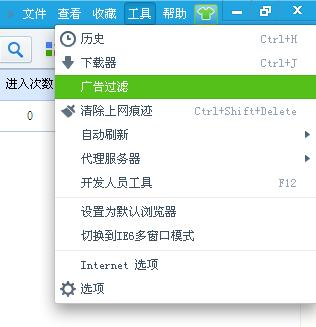 文件 查看 收藏 工具 帮助
历史 Ctrl+H
下载器 Ctrl+J
进入次数 广告过滤
0 清除上网痕迹 Ctrl+Shift+Delete
自动刷新
代理服务器
开发人员工具 F12
设置为默认浏览器
切换到IE6多窗口模式
Internet 选项
选项